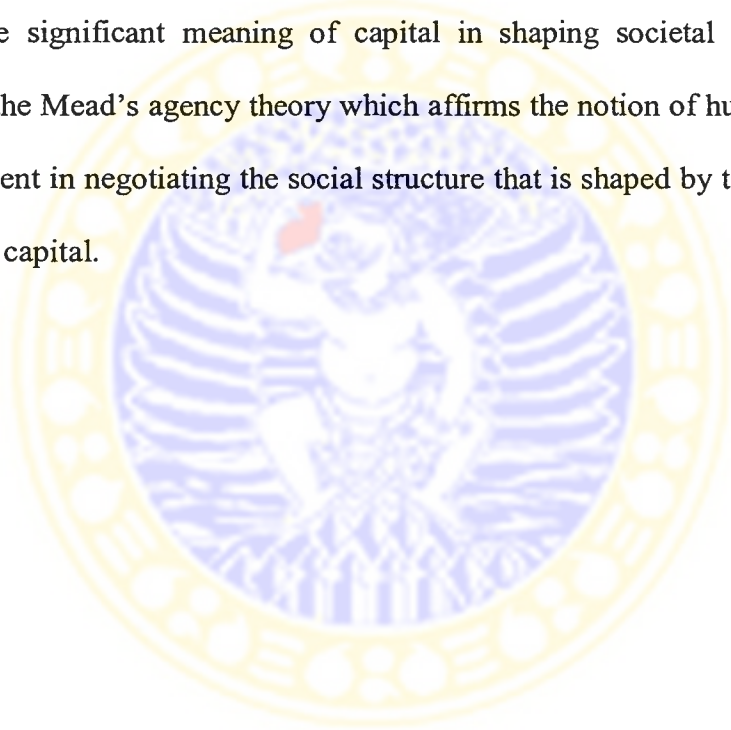 significant meaning of capital in shaping societal
he Mead's agency theory which affirms the notion of hu
ent in negotiating the social structure that is shaped by t
capital.